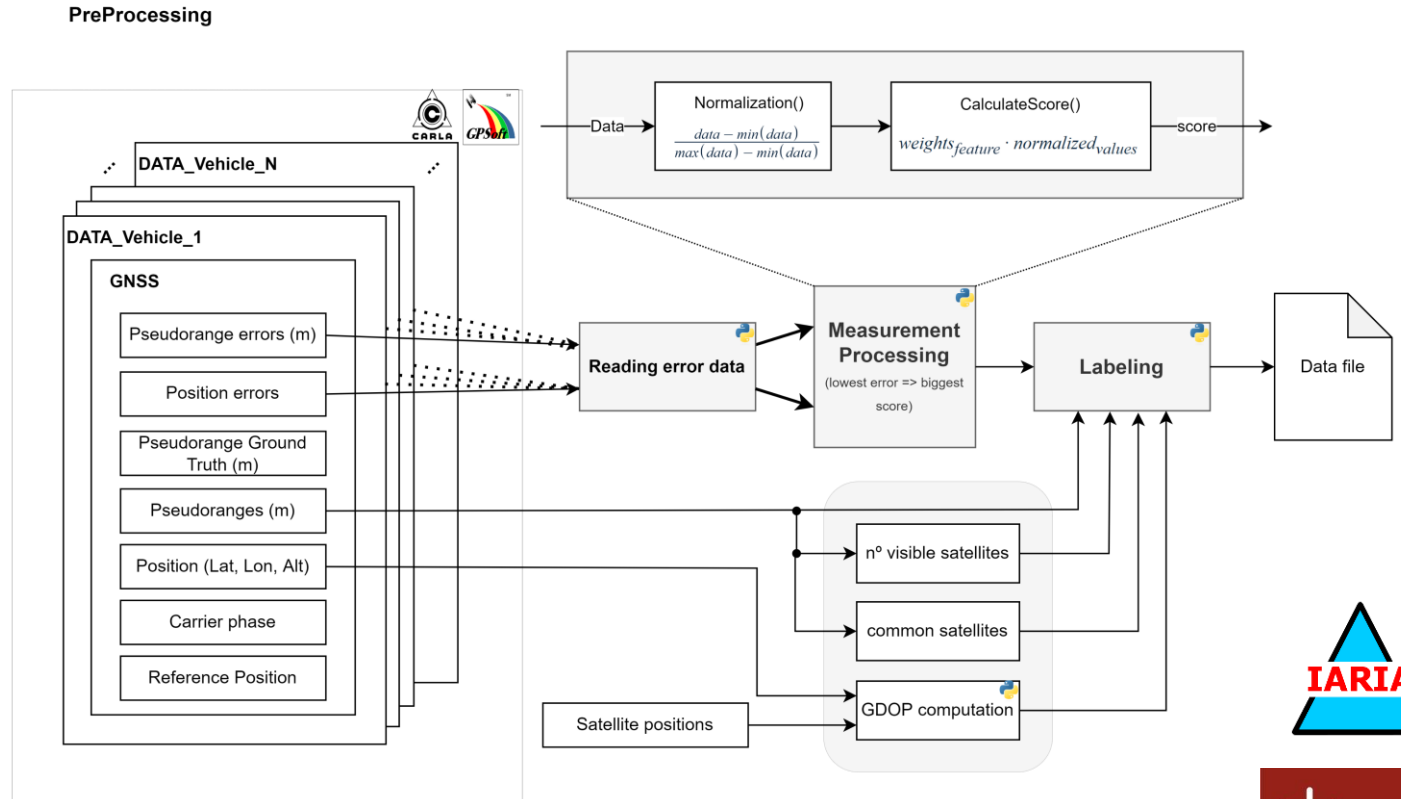 PreProcessing
CARLA
GPSoft
DATA_Vehicle_N
DATA_Vehicle_1
GNSS
Pseudorange errors (m)
Position errors
Pseudorange Ground
Truth (m)
Pseudoranges (m)
Position (Lat, Lon, Alt)
Carrier phase
Reference Position
Data
Normalization()
data − min(data)
max(data) − min(data)
CalculateScore()
weights_feature · normalized_values
score
Reading error data
Measurement
Processing
(lowest error => biggest
score)
Labeling
Data file
nº visible satellites
common satellites
GDOP computation
Satellite positions
IARIA